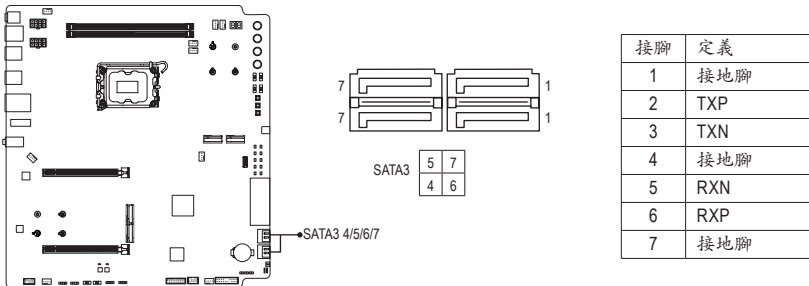 7 1
7 1
SATA3
5 7
4 6
SATA3 4/5/6/7
接腳 定義
1 接地腳
2 TXP
3 TXN
4 接地腳
5 RXN
6 RXP
7 接地腳